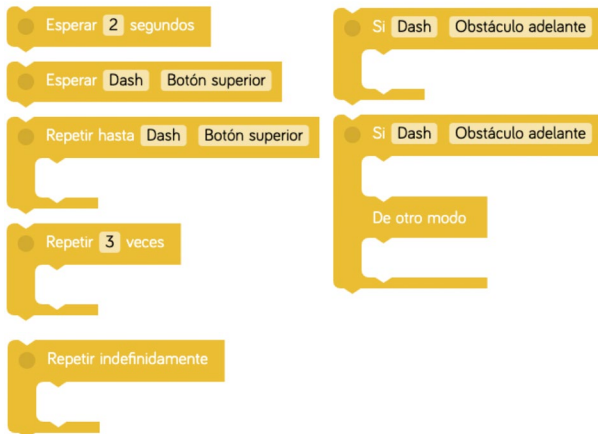 Esperar 2 segundos
Esperar Dash Botón superior
Repetir hasta Dash Botón superior
Repetir 3 veces
Repetir indefinidamente
Si Dash Obstáculo adelante
Si Dash Obstáculo adelante
De otro modo